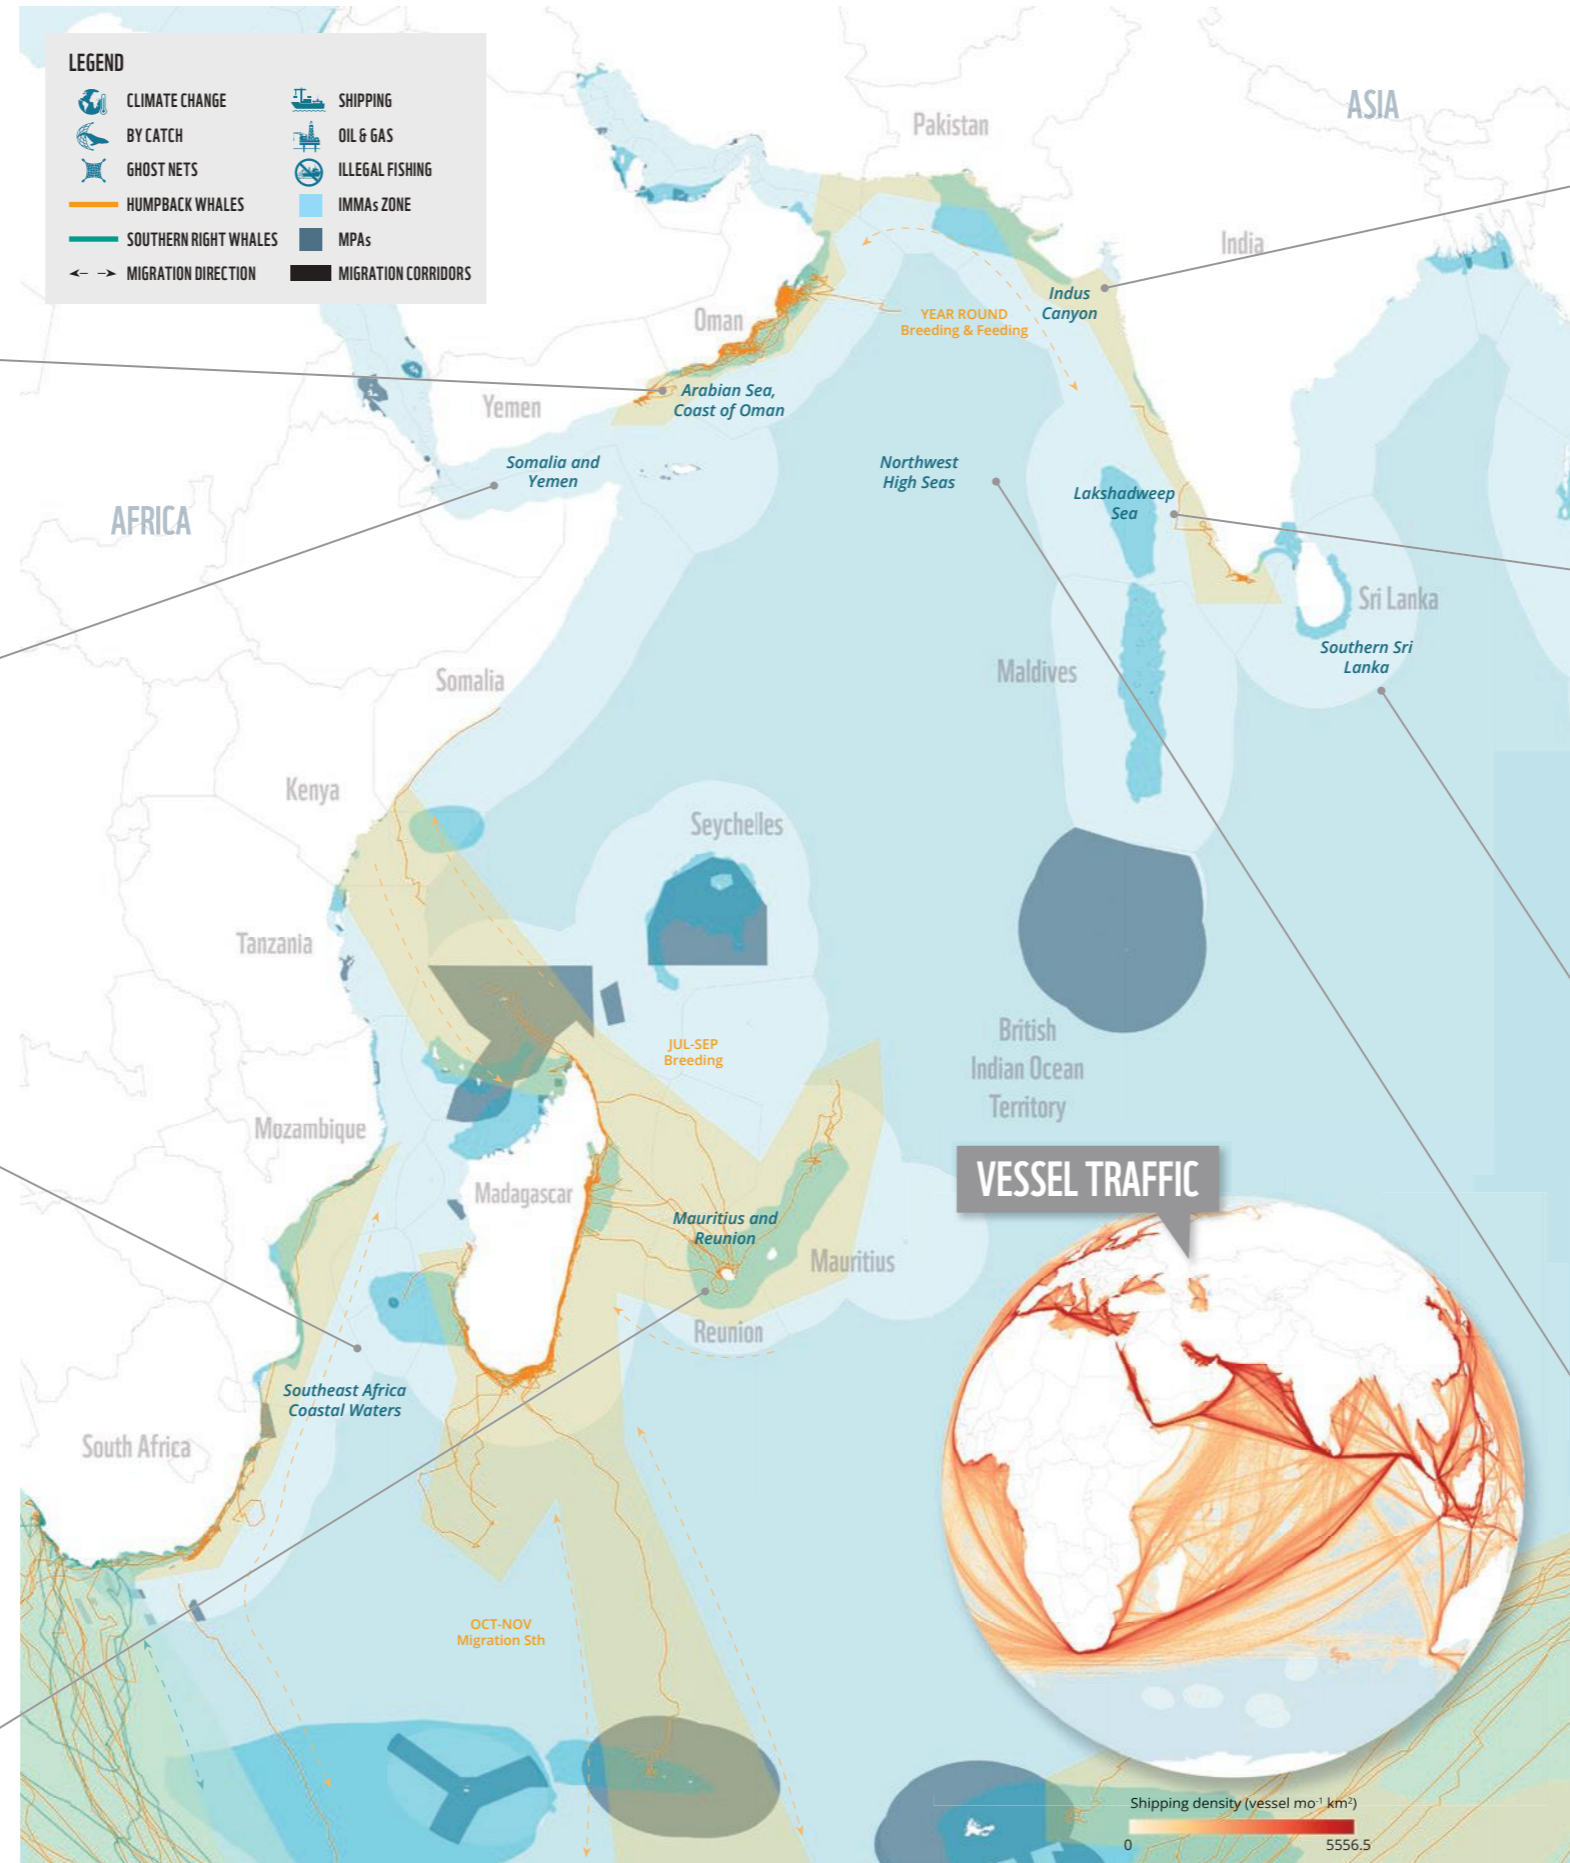 LEGEND
CLIMATE CHANGE
BY CATCH
GHOST NETS
HUMPBACK WHALES
SOUTHERN RIGHT WHALES
MIGRATION DIRECTION
SHIPPING
OIL & GAS
ILLEGAL FISHING
IMMAs ZONE
MPAs
MIGRATION CORRIDORS
ASIA
Pakistan
India
Indus
Canyon
YEAR ROUND
Breeding & Feeding
Oman
Arabian Sea,
Coast of Oman
Yemen
Somalia and
Yemen
Northwest
High Seas
Lakshadweep
Sea
AFRICA
Sri Lanka
Southern Sri
Lanka
Maldives
Somalia
Kenya
Seychelles
Tanzania
JUL-SEP
Breeding
British
Indian Ocean
Territory
Mozambique
Madagascar
Mauritius and
Reunion
Mauritius
Reunion
Southeast Africa
Coastal Waters
South Africa
OCT-NOV
Migration Sth
VESSEL TRAFFIC
Shipping density (vessel mo⁻¹ km²)
0 5556.5